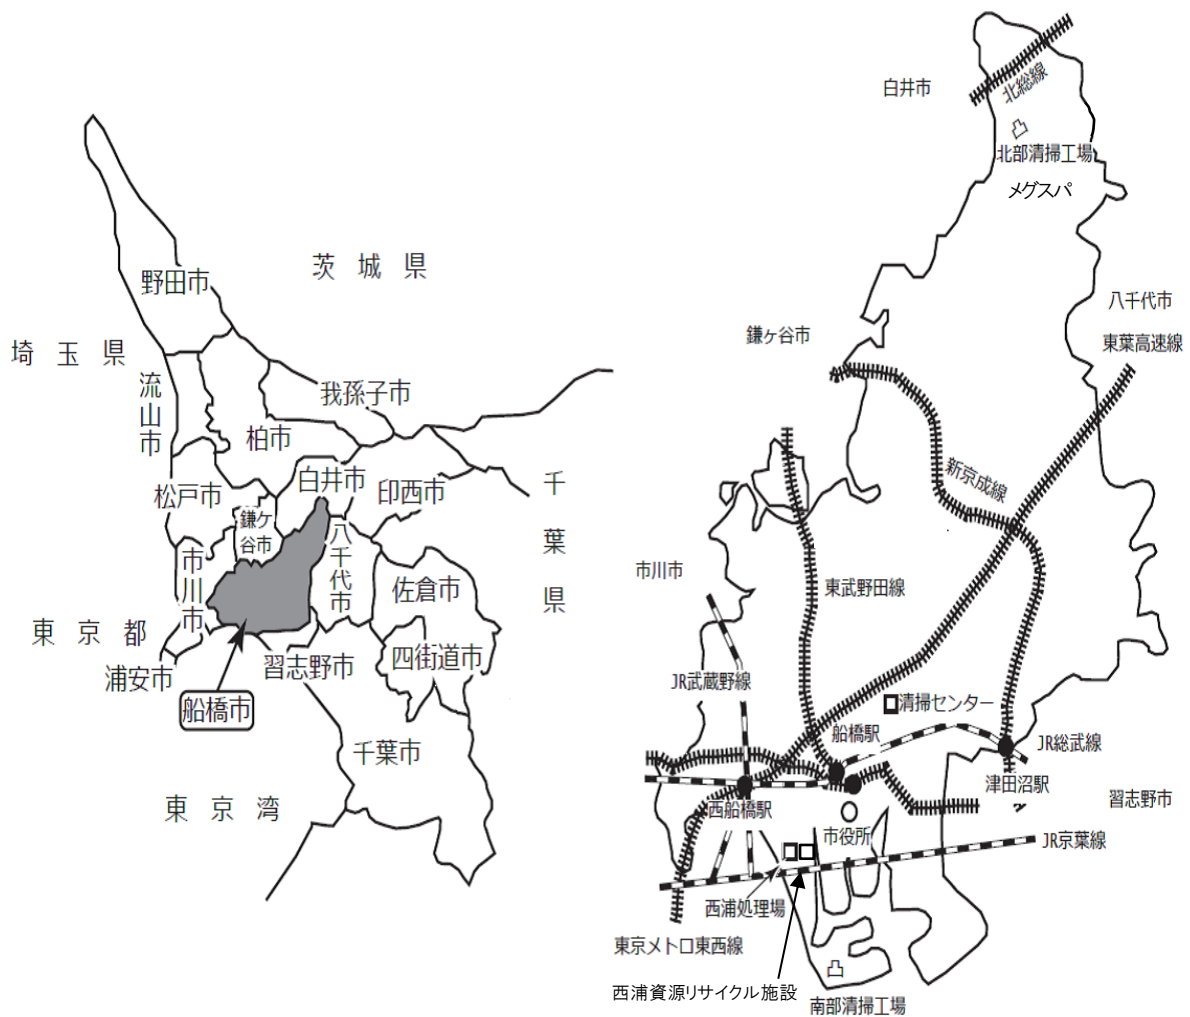 茨城県
野田市
埼玉県
流山市
我孫子市
柏市
白井市
印西市
松戸市
鎌ケ
谷市
八千代市
千葉県
市川市
佐倉市
東京都
浦安市
習志野市
四街道市
船橋市
千葉市
東京湾
白井市
北総線
北部清掃工場
メグスパ
八千代市
東葉高速線
鎌ヶ谷市
新京成線
市川市
東武野田線
JR武蔵野線
清掃センター
船橋駅
JR総武線
津田沼駅
習志野市
西船橋駅
市役所
JR京葉線
西浦処理場
東京メトロ東西線
西浦資源リサイクル施設
南部清掃工場